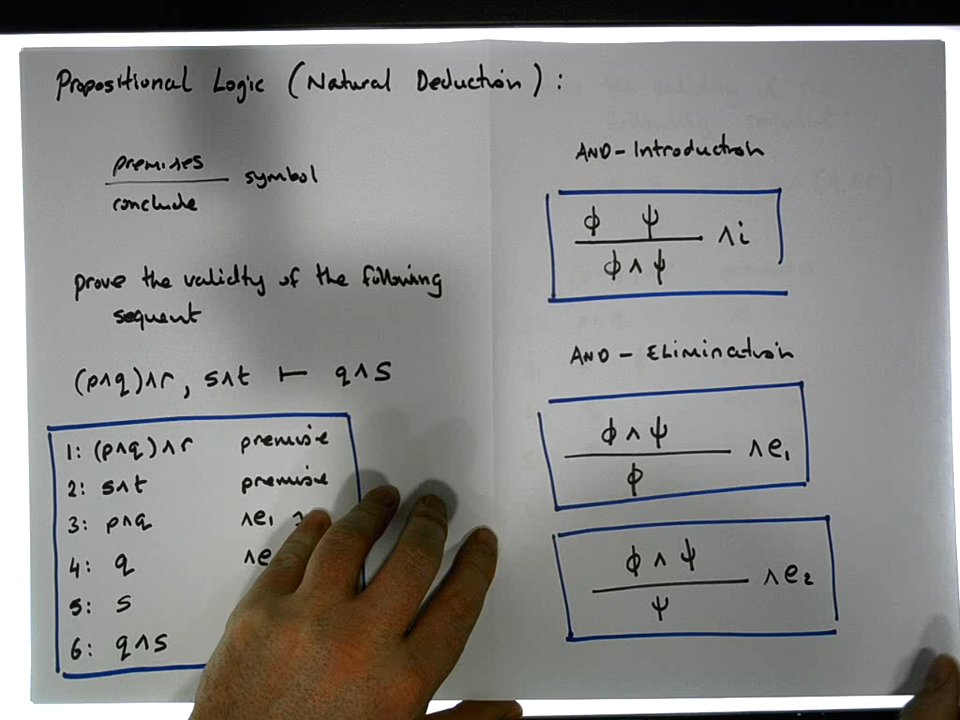 Propositional Logic (Natural Deduction):
premises
conclude
symbol
prove the validity of the following
sequent
(p∧q)∧r, s∧t ⊢ q∧s
1: (p∧q)∧r premise
2: s∧t premise
3: p∧q ∧e₁
4: q ∧e
5: s
6: q∧s
AND-Introduction
ϕ ψ
ϕ∧ψ
∧i
AND-Elimination
ϕ∧ψ
ϕ
∧e₁
ϕ∧ψ
ψ
∧e₂